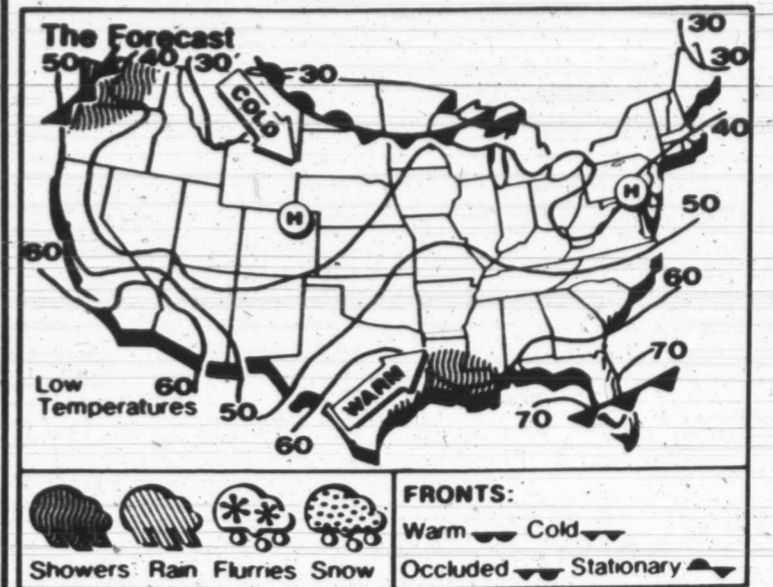 The Forecast
50 40 30 30
30
30
COLD
40
H
H
50
60
60
70
WARM
Low
Temperatures
60
50
60
70
Showers Rain Flurries Snow
FRONTS:
Warm Cold
Occluded Stationary